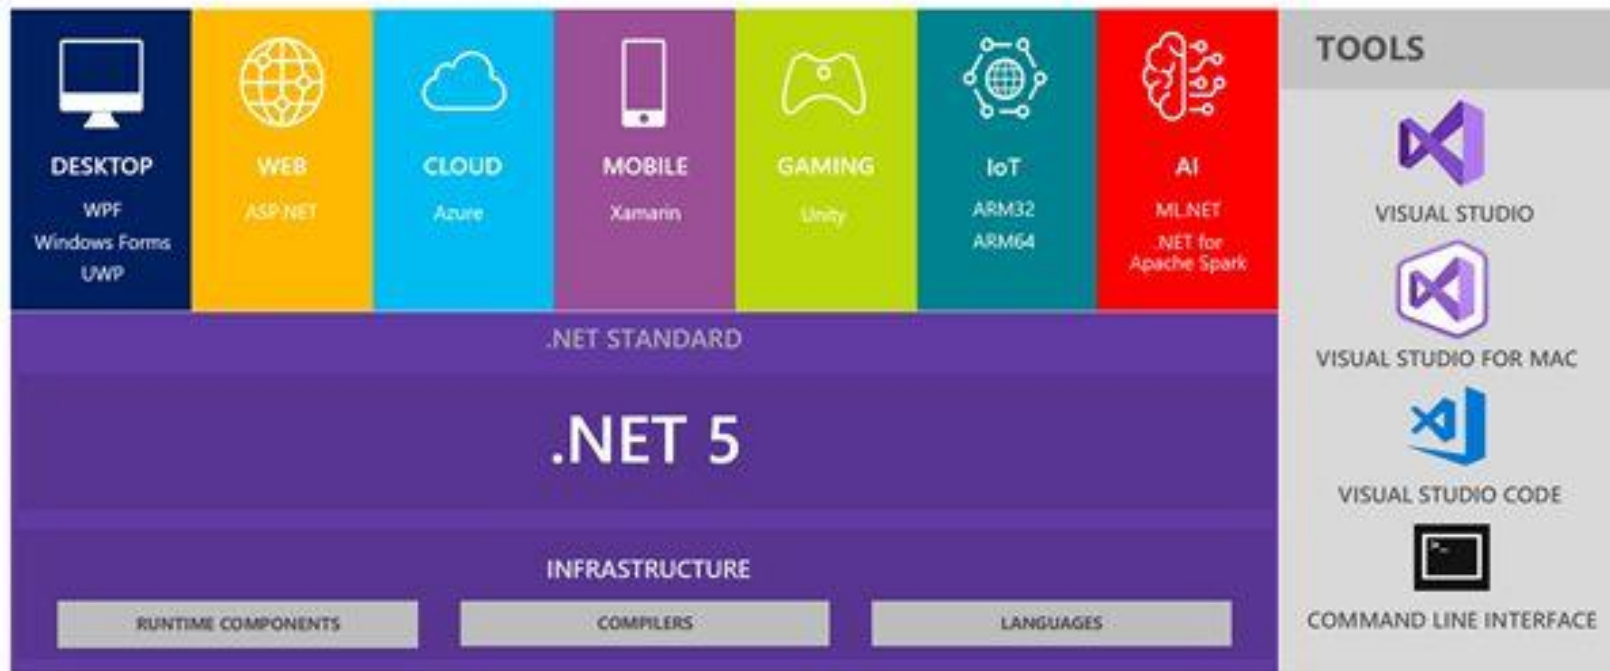 DESKTOP
WPF
Windows Forms
UWP
WEB
ASP.NET
CLOUD
Azure
MOBILE
Xamarin
GAMING
Unity
IoT
ARM32
ARM64
AI
ML.NET
.NET for
Apache Spark
.NET STANDARD
.NET 5
INFRASTRUCTURE
RUNTIME COMPONENTS
COMPILERS
LANGUAGES
TOOLS
VISUAL STUDIO
VISUAL STUDIO FOR MAC
VISUAL STUDIO CODE
>_
COMMAND LINE INTERFACE